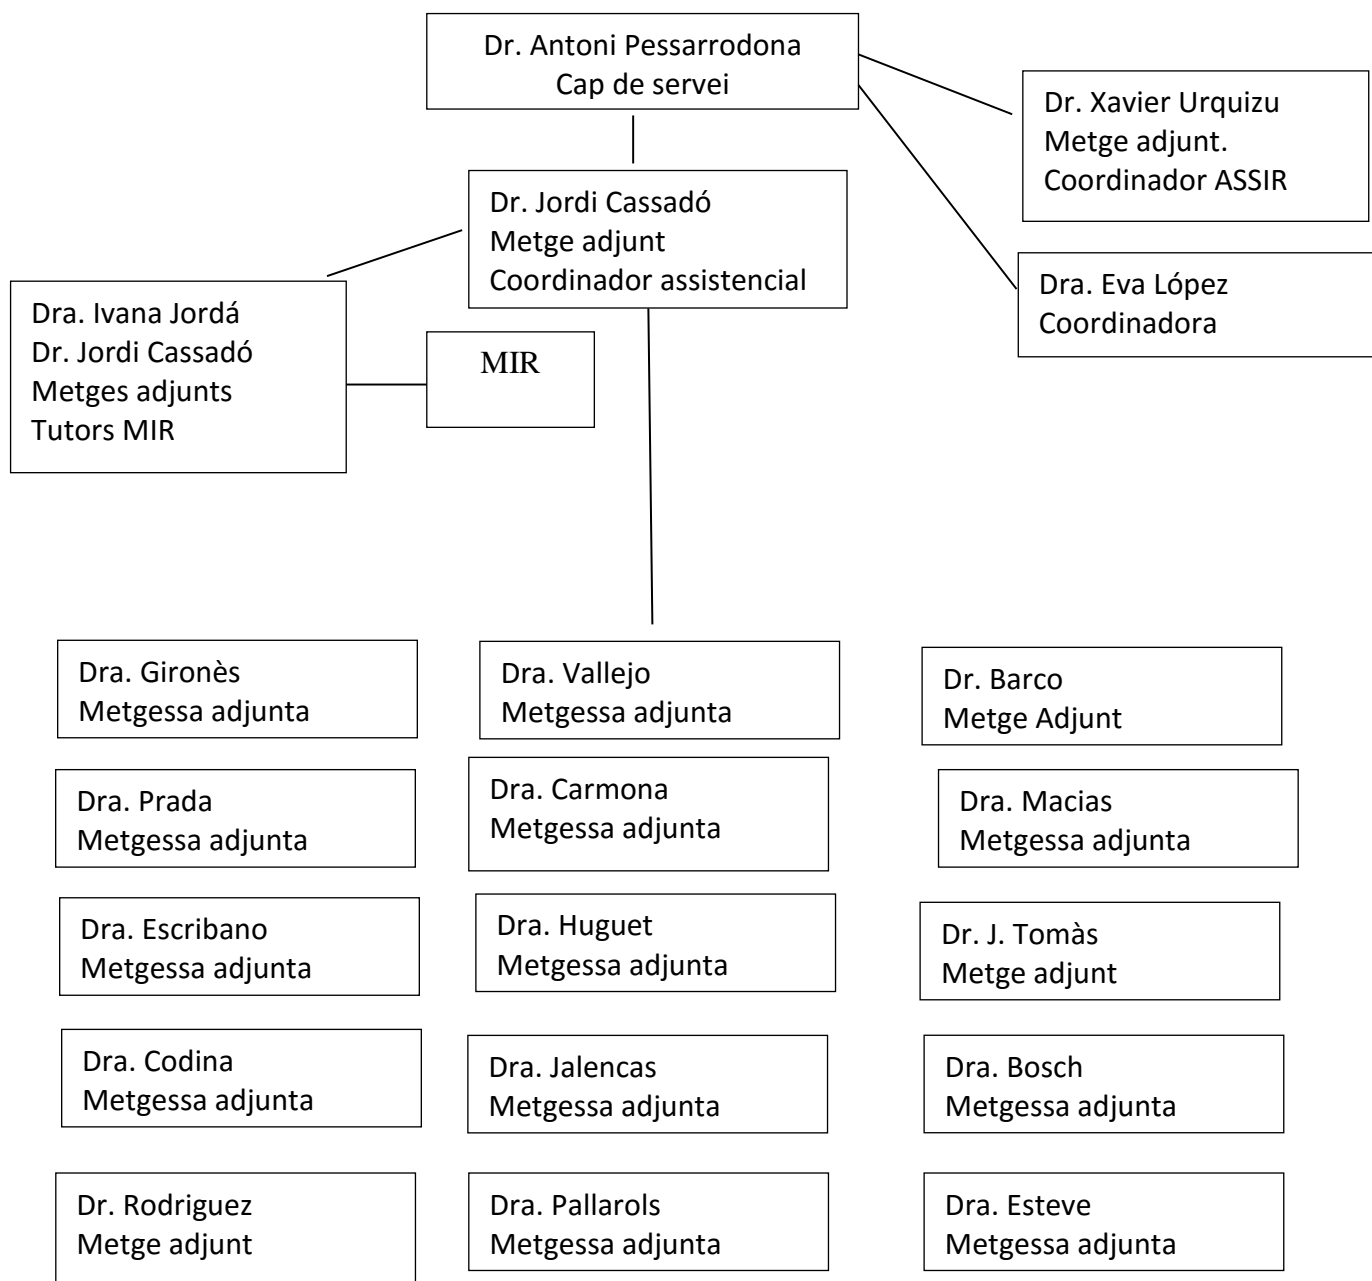 Dr. Antoni Pessarrodona
Cap de servei
Dr. Xavier Urquizu
Metge adjunt.
Coordinador ASSIR
Dr. Jordi Cassadó
Metge adjunt
Coordinador assistencial
Dra. Eva López
Coordinadora
Dra. Ivana Jordá
Dr. Jordi Cassadó
Metges adjunts
Tutors MIR
MIR
Dra. Gironès
Metgessa adjunta
Dra. Vallejo
Metgessa adjunta
Dr. Barco
Metge Adjunt
Dra. Prada
Metgessa adjunta
Dra. Carmona
Metgessa adjunta
Dra. Macias
Metgessa adjunta
Dra. Escribano
Metgessa adjunta
Dra. Huguet
Metgessa adjunta
Dr. J. Tomàs
Metge adjunt
Dra. Codina
Metgessa adjunta
Dra. Jalencas
Metgessa adjunta
Dra. Bosch
Metgessa adjunta
Dr. Rodriguez
Metge adjunt
Dra. Pallarols
Metgessa adjunta
Dra. Esteve
Metgessa adjunta